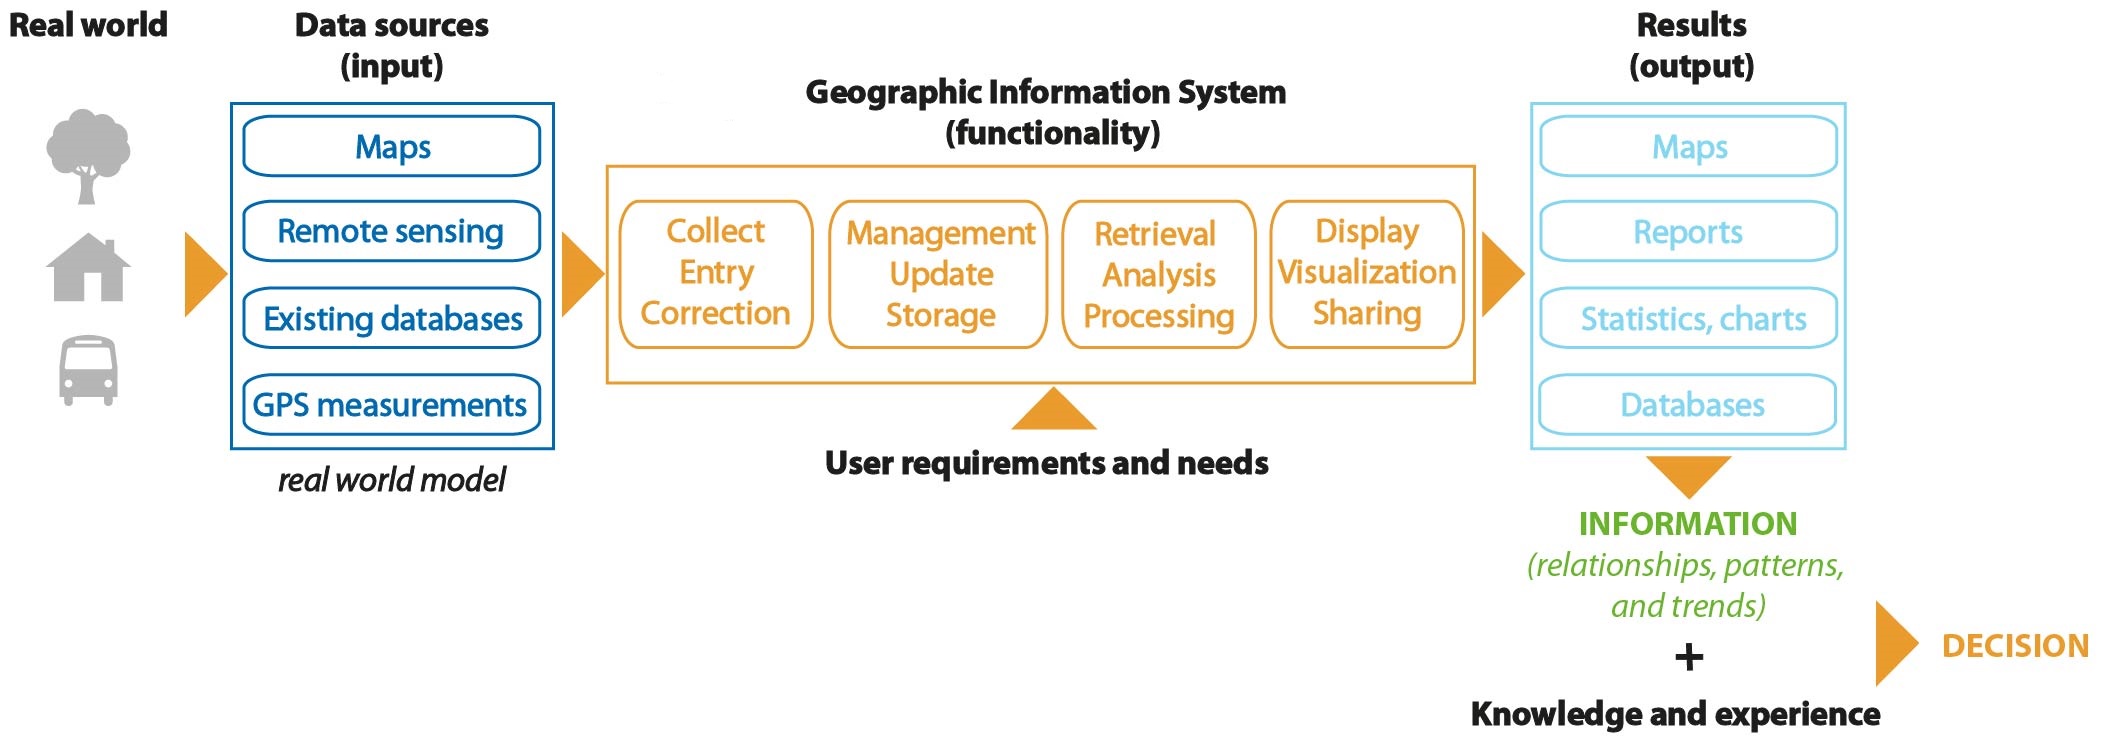 Real world
Data sources
(input)
Maps
Remote sensing
Existing databases
GPS measurements
real world model
Geographic Information System
(functionality)
Collect
Entry
Correction
Management
Update
Storage
Retrieval
Analysis
Processing
Display
Visualization
Sharing
User requirements and needs
Results
(output)
Maps
Reports
Statistics, charts
Databases
INFORMATION
(relationships, patterns,
and trends)
+
Knowledge and experience
DECISION